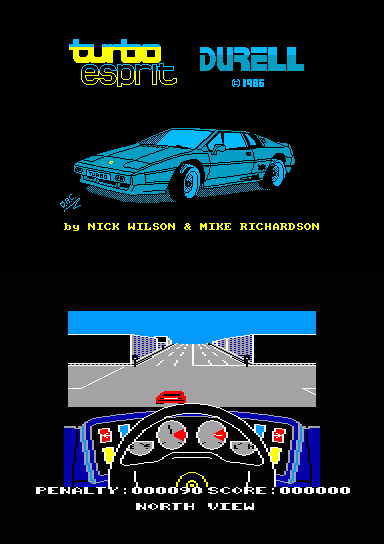 turbo
esprit
DURELL
© 1986
by NICK WILSON & MIKE RICHARDSON
PENALTY:000090 SCORE:000000
NORTH VIEW